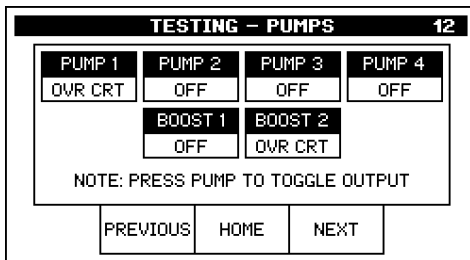 TESTING – PUMPS 12
PUMP 1 PUMP 2 PUMP 3 PUMP 4
OVR CRT OFF OFF OFF
BOOST 1 BOOST 2
OFF OVR CRT
NOTE: PRESS PUMP TO TOGGLE OUTPUT
PREVIOUS HOME NEXT